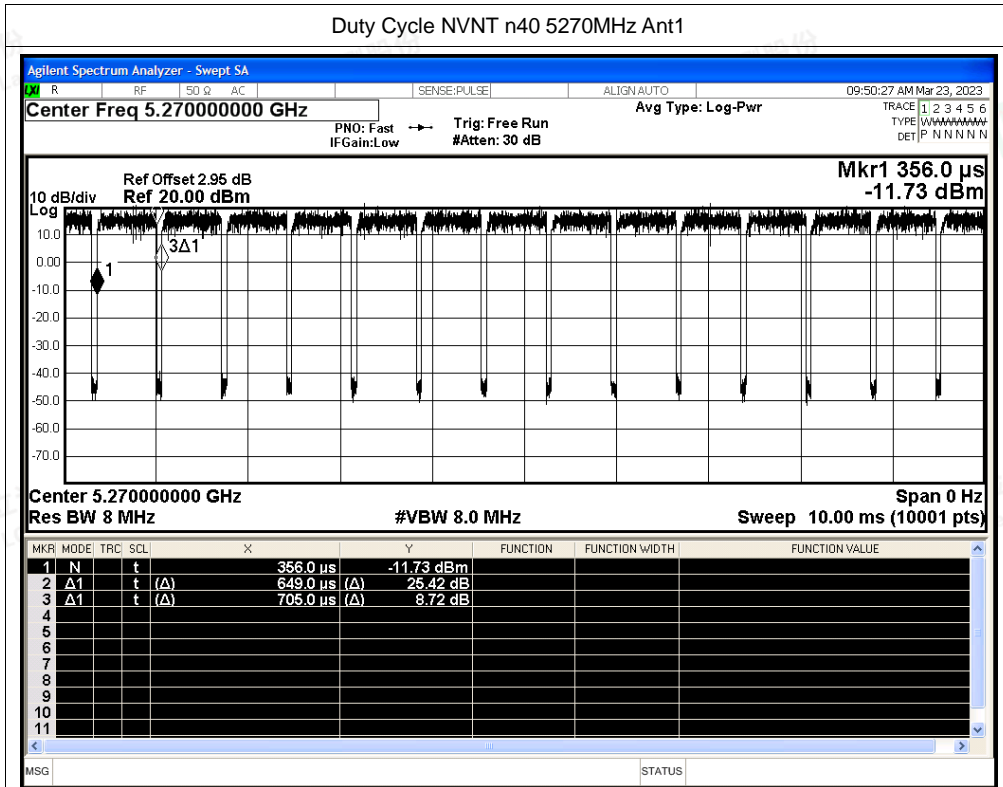 Duty Cycle NVNT n40 5270MHz Ant1
Agilent Spectrum Analyzer - Swept SA
LXI R RF 50 Ω AC SENSE:PULSE ALIGN AUTO 09:50:27 AM Mar 23, 2023
Center Freq 5.270000000 GHz Avg Type: Log-Pwr TRACE 1 2 3 4 5 6
PNO: Fast Trig: Free Run TYPE W
IFGain:Low #Atten: 30 dB DET P N N N N N
Mkr1 356.0 µs
Ref Offset 2.95 dB
10 dB/div Ref 20.00 dBm -11.73 dBm
Log
10.0
3Δ1
0.00
1
-10.0
-20.0
-30.0
-40.0
-50.0
-60.0
-70.0
Center 5.270000000 GHz Span 0 Hz
Res BW 8 MHz #VBW 8.0 MHz Sweep 10.00 ms (10001 pts)
MKR MODE TRC SCL X Y FUNCTION FUNCTION WIDTH FUNCTION VALUE
1 N t 356.0 µs -11.73 dBm
2 Δ1 t (Δ) 649.0 µs (Δ) 25.42 dB
3 Δ1 t (Δ) 705.0 µs (Δ) 8.72 dB
4
5
6
7
8
9
10
11
MSG STATUS